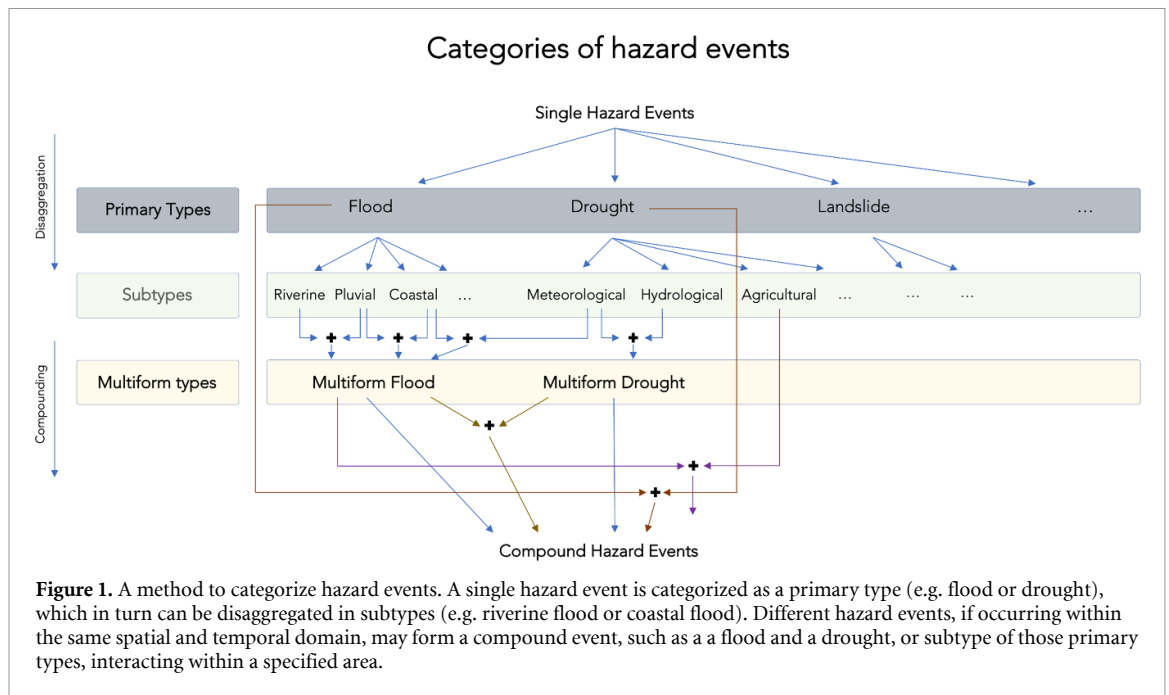 Categories of hazard events
Single Hazard Events
Disaggregation
Primary Types
Flood
Drought
Landslide
...
Subtypes
Riverine
Pluvial
Coastal
...
Meteorological
Hydrological
Agricultural
...
...
...
+
+
+
+
Compounding
Multiform types
Multiform Flood
Multiform Drought
+
+
+
Compound Hazard Events
Figure 1. A method to categorize hazard events. A single hazard event is categorized as a primary type (e.g. flood or drought),
which in turn can be disaggregated in subtypes (e.g. riverine flood or coastal flood). Different hazard events, if occurring within
the same spatial and temporal domain, may form a compound event, such as a a flood and a drought, or subtype of those primary
types, interacting within a specified area.